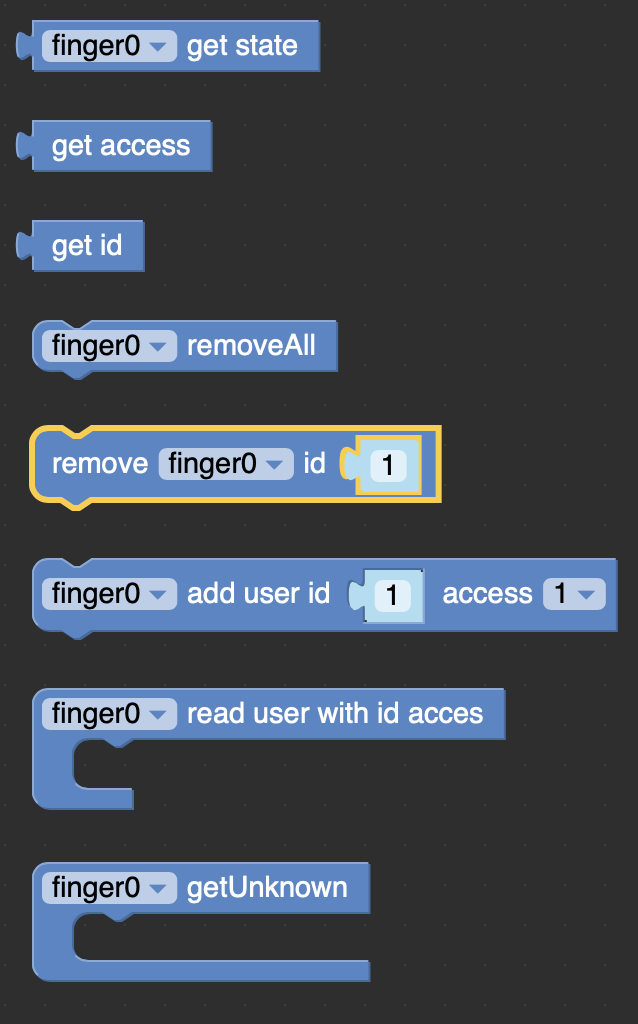 finger0 get state
get access
get id
finger0 removeAll
remove finger0 id 1
finger0 add user id 1 access 1
finger0 read user with id acces
finger0 getUnknown